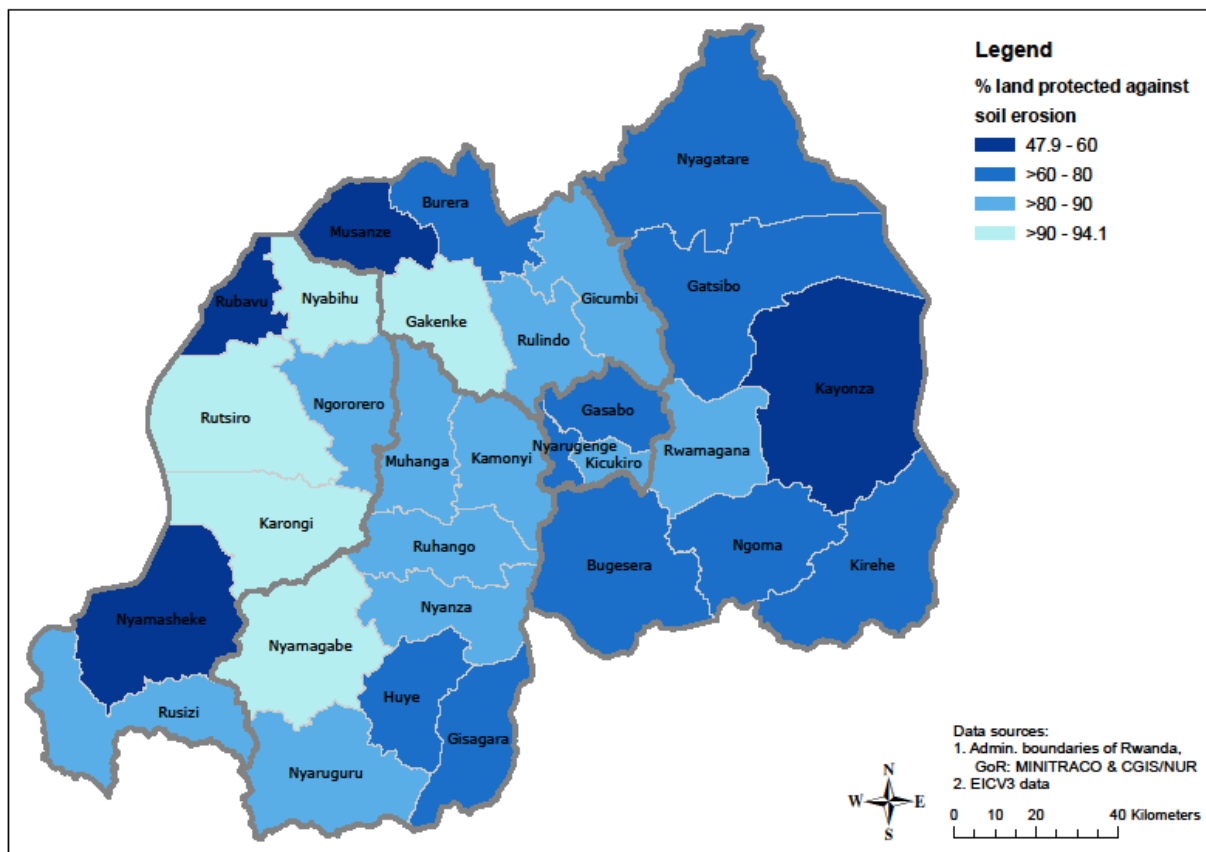 Legend
% land protected against
soil erosion
47.9 - 60
>60 - 80
>80 - 90
>90 - 94.1
Nyagatare
Burera
Musanze
Rubavu
Nyabihu
Gakenke
Gicumbi
Gatsibo
Rulindo
Kayonza
Rutsiro
Ngororero
Gasabo
Muhanga
Kamonyi
Nyarugenge
Kicukiro
Rwamagana
Karongi
Ruhango
Bugesera
Ngoma
Kirehe
Nyamasheke
Nyanza
Nyamagabe
Huye
Rusizi
Gisagara
Nyaruguru
Data sources:
1. Admin. boundaries of Rwanda,
GoR: MINITRACO & CGIS/NUR
2. EICV3 data
N
W E
S
0 10 20 40 Kilometers